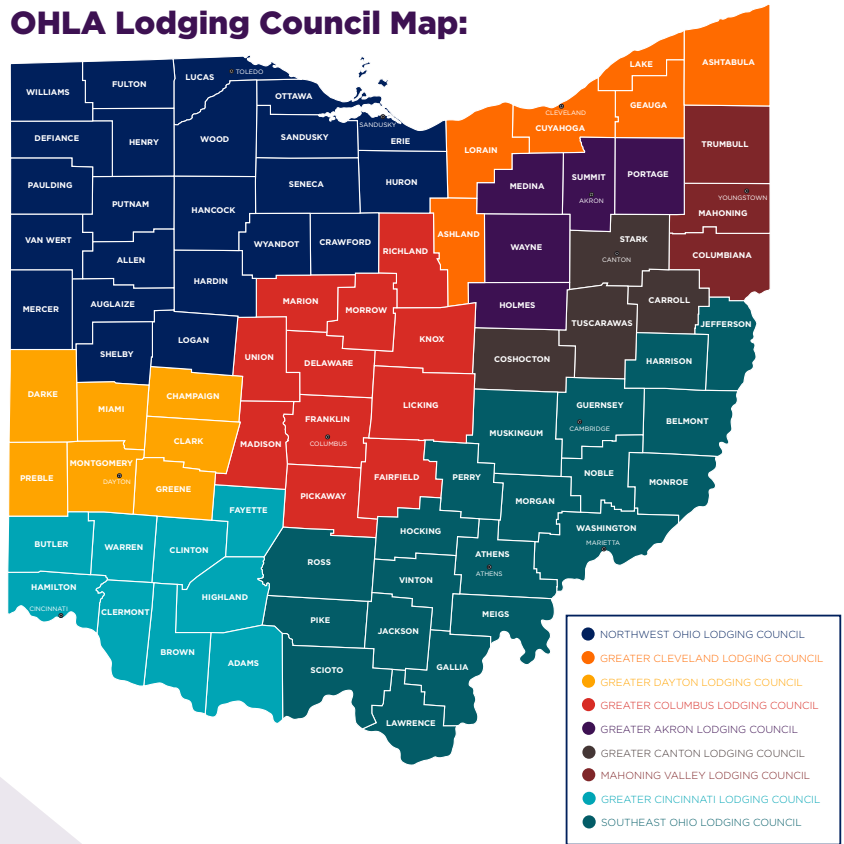 OHLA Lodging Council Map:
LAKE
ASHTABULA
LUCAS
TOLEDO
FULTON
WILLIAMS
OTTAWA
GEAUGA
CLEVELAND
SANDUSKY
CUYAHOGA
DEFIANCE
HENRY
WOOD
SANDUSKY
ERIE
TRUMBULL
LORAIN
SUMMIT
PORTAGE
PAULDING
SENECA
HURON
MEDINA
AKRON
YOUNGSTOWN
PUTNAM
HANCOCK
MAHONING
VAN WERT
WYANDOT
CRAWFORD
RICHLAND
ASHLAND
WAYNE
STARK
CANTON
COLUMBIANA
ALLEN
HARDIN
MERCER
AUGLAIZE
MARION
MORROW
HOLMES
CARROLL
TUSCARAWAS
JEFFERSON
SHELBY
LOGAN
UNION
DELAWARE
KNOX
COSHOCTON
HARRISON
DARKE
MIAMI
CHAMPAIGN
LICKING
GUERNSEY
CAMBRIDGE
BELMONT
FRANKLIN
COLUMBUS
MUSKINGUM
CLARK
MADISON
MONTGOMERY
DAYTON
PREBLE
GREENE
FAIRFIELD
PERRY
NOBLE
MONROE
PICKAWAY
MORGAN
FAYETTE
HOCKING
WASHINGTON
MARIETTA
BUTLER
WARREN
CLINTON
ROSS
ATHENS
ATHENS
VINTON
HAMILTON
CINCINNATI
CLERMONT
HIGHLAND
PIKE
JACKSON
MEIGS
BROWN
ADAMS
SCIOTO
GALLIA
LAWRENCE
NORTHWEST OHIO LODGING COUNCIL
GREATER CLEVELAND LODGING COUNCIL
GREATER DAYTON LODGING COUNCIL
GREATER COLUMBUS LODGING COUNCIL
GREATER AKRON LODGING COUNCIL
GREATER CANTON LODGING COUNCIL
MAHONING VALLEY LODGING COUNCIL
GREATER CINCINNATI LODGING COUNCIL
SOUTHEAST OHIO LODGING COUNCIL